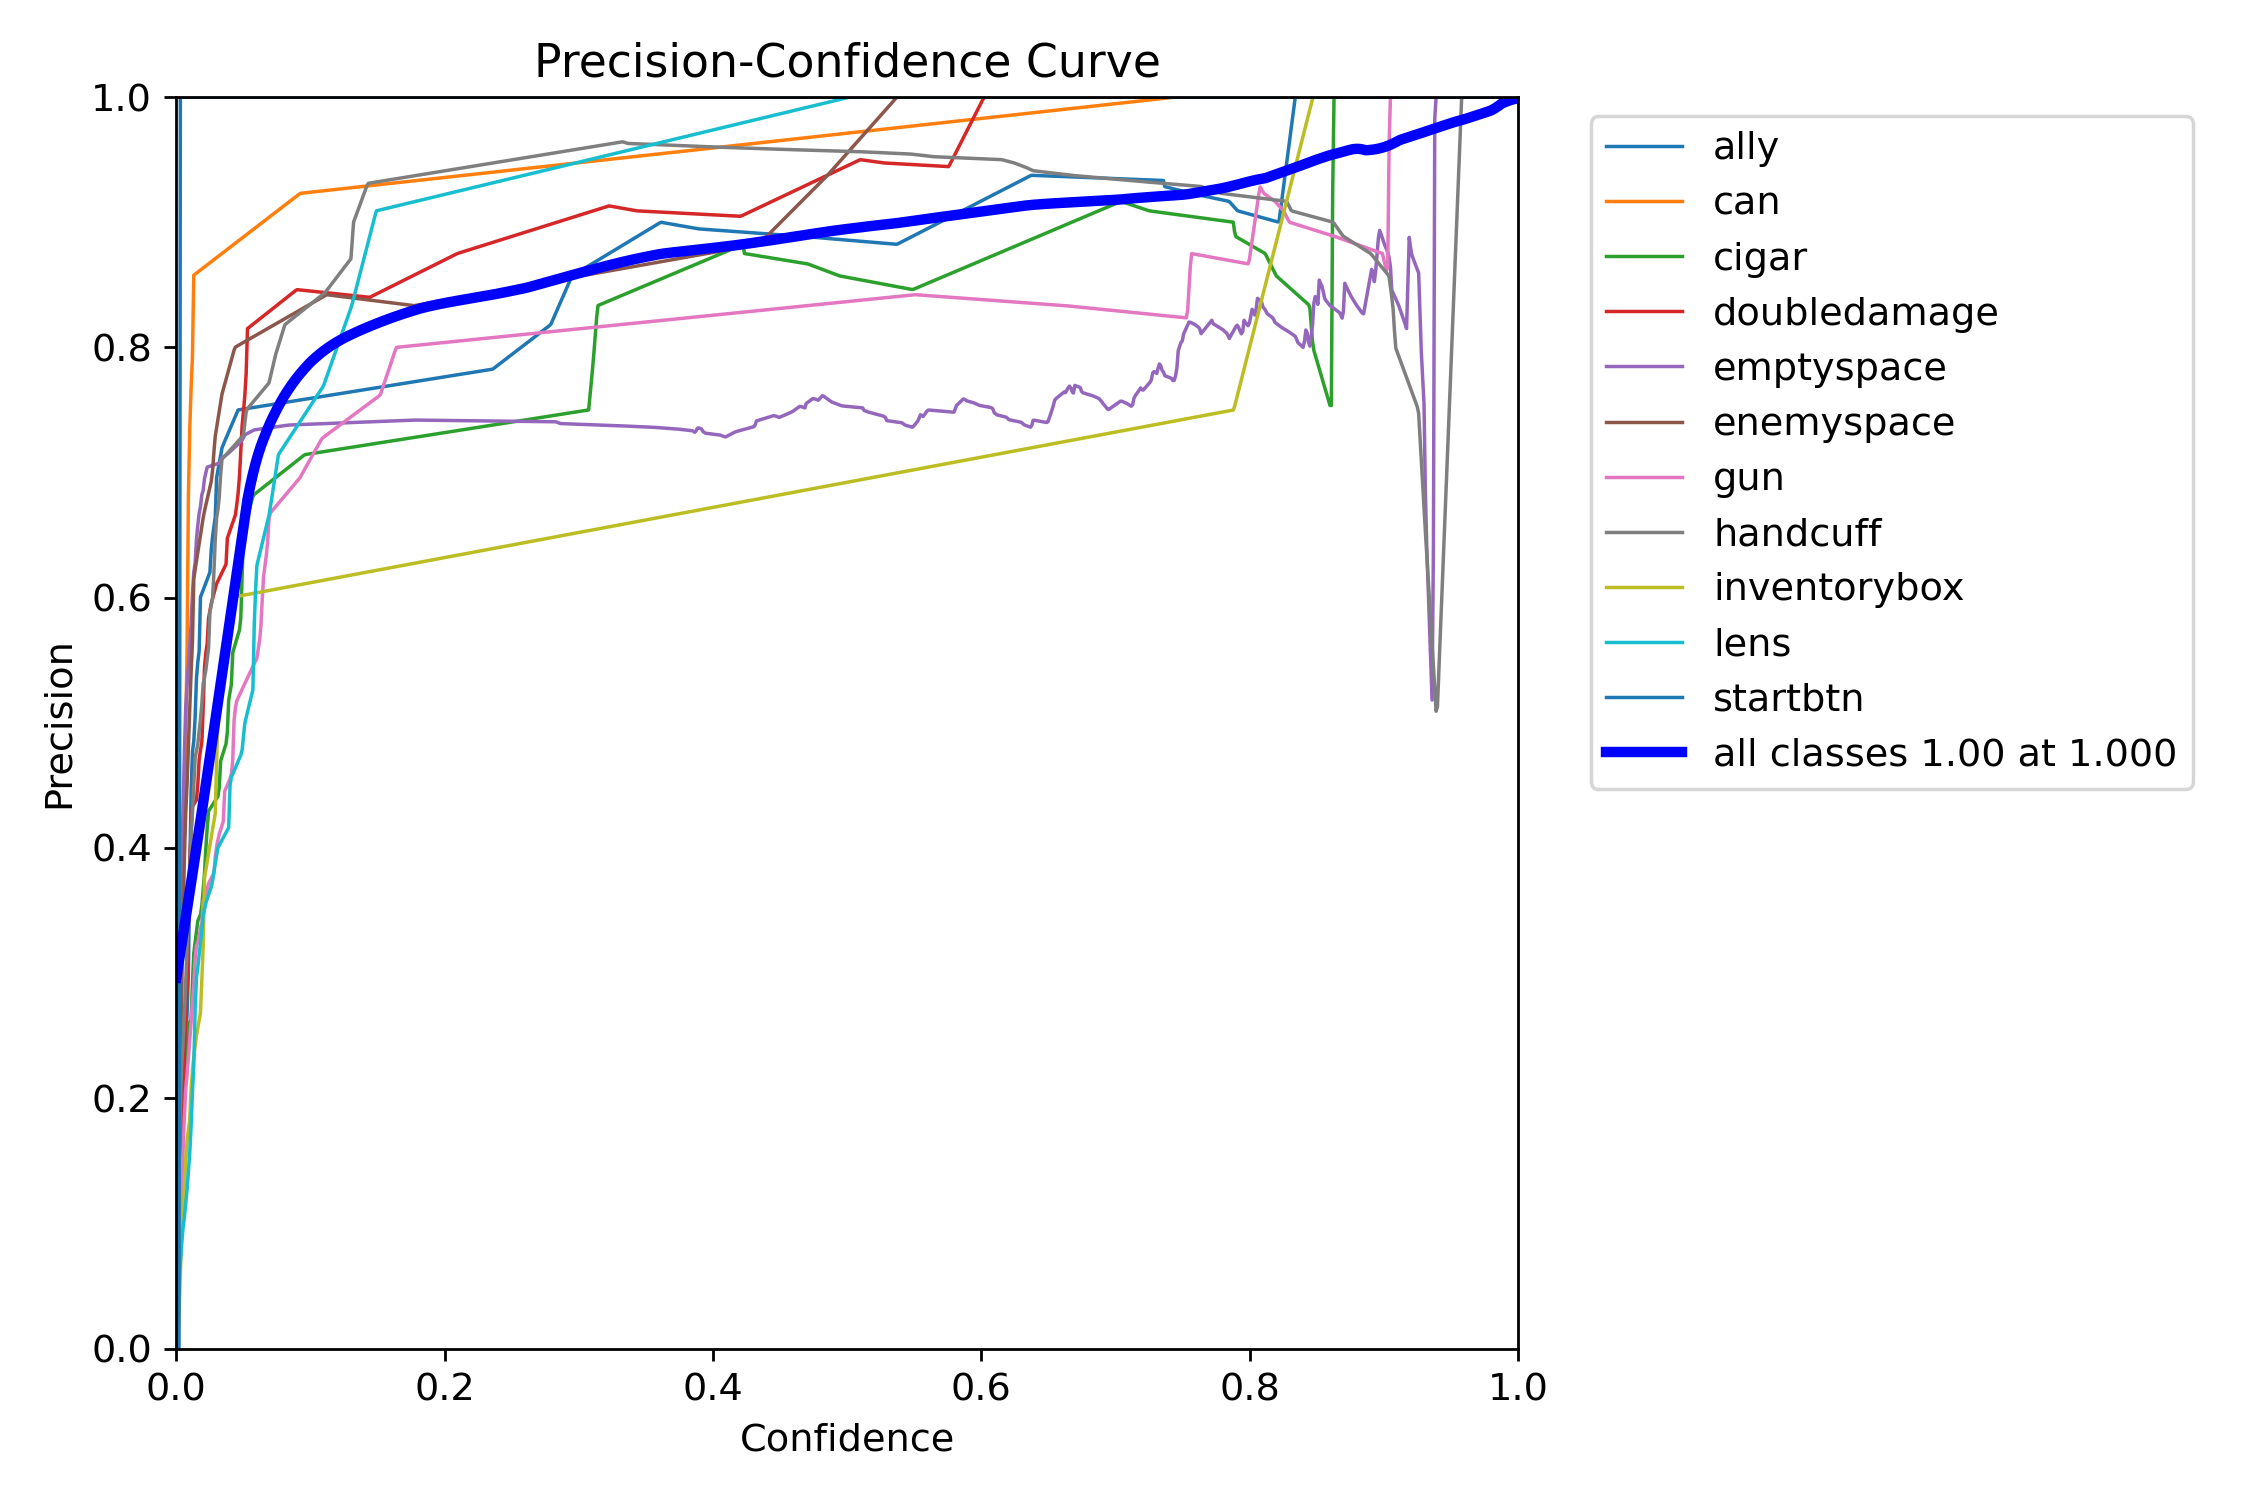 Precision-Confidence Curve
1.0
0.8
0.6
0.4
0.2
0.0
Precision
0.0 0.2 0.4 0.6 0.8 1.0
Confidence
ally
can
cigar
doubledamage
emptyspace
enemyspace
gun
handcuff
inventorybox
lens
startbtn
all classes 1.00 at 1.000